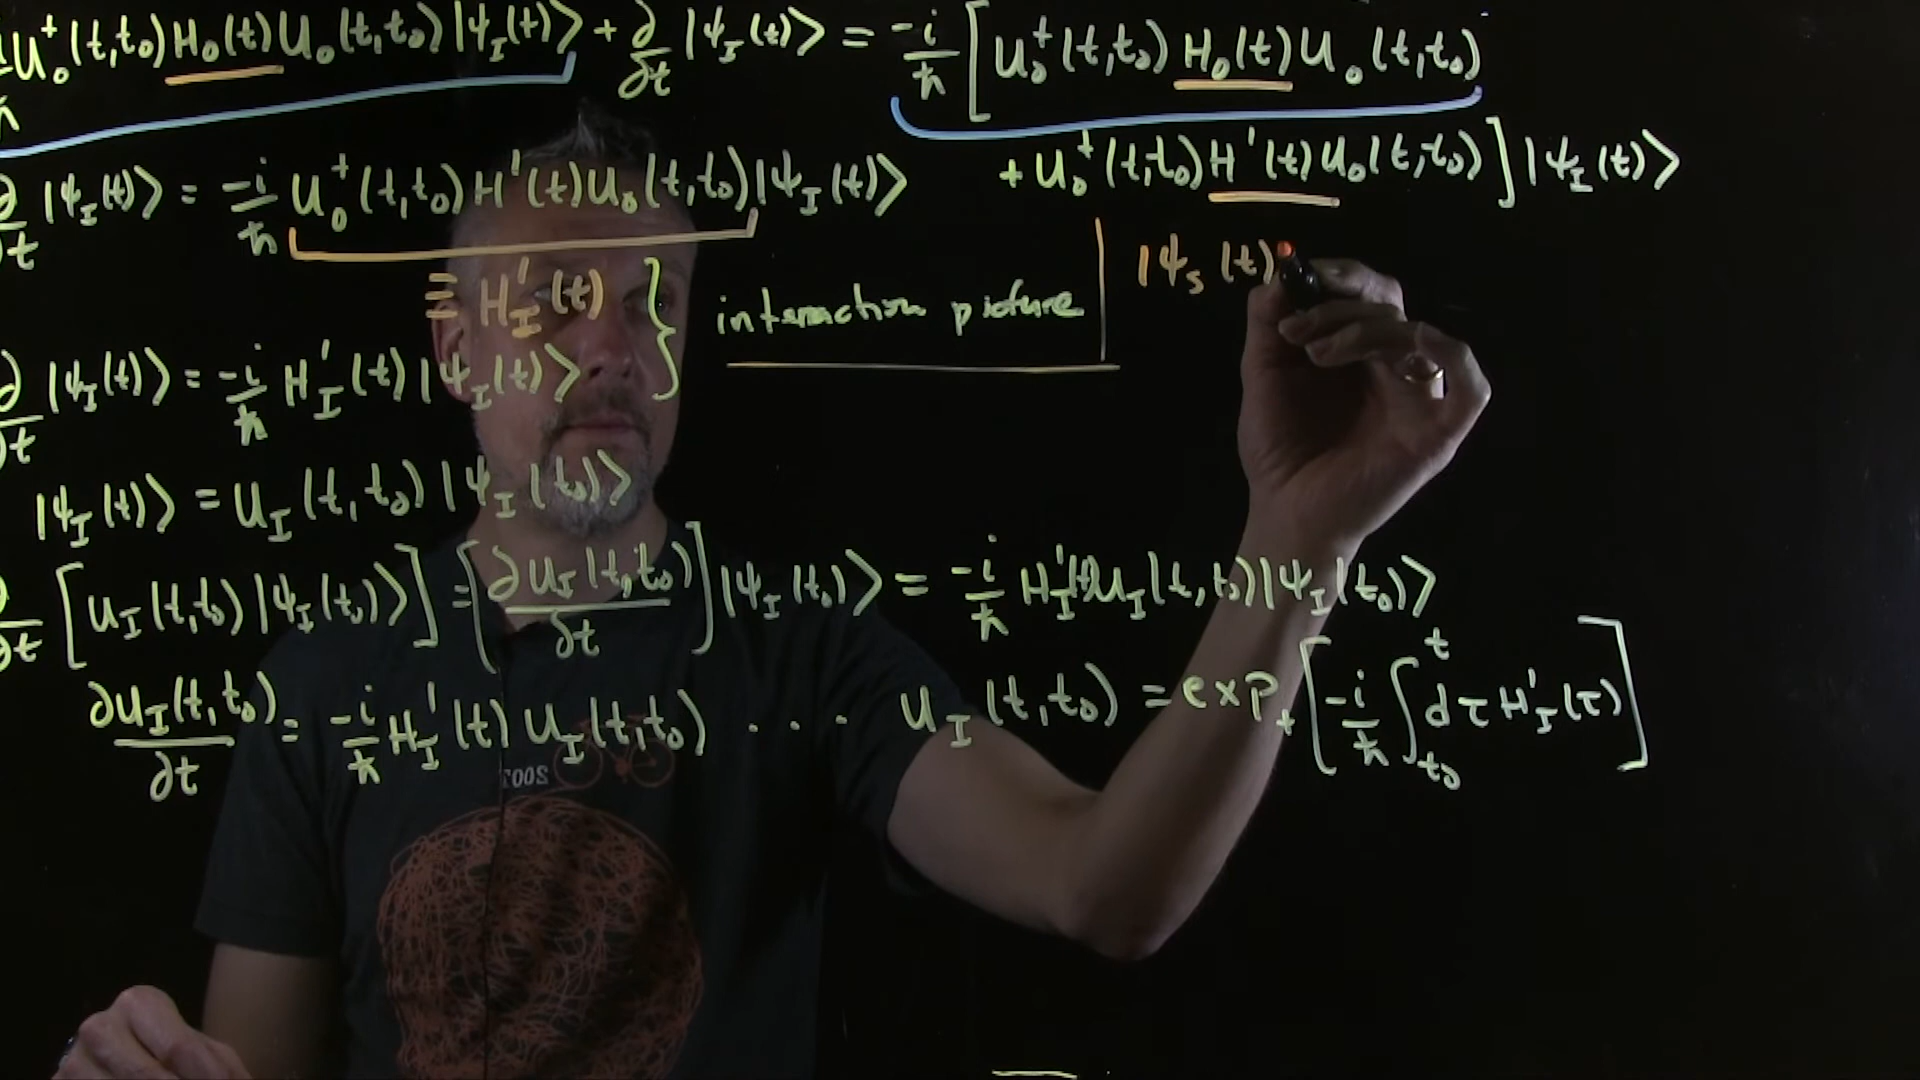 U₀†(t,t₀) H₀(t) U₀(t,t₀) |ψ_I(t)⟩ + ∂/∂t |ψ_I(t)⟩ = -i/ħ [ U₀†(t,t₀) H₀(t) U₀(t,t₀)
∂/∂t |ψ_I(t)⟩ = -i/ħ U₀†(t,t₀) H'(t) U₀(t,t₀) |ψ_I(t)⟩
+ U₀†(t,t₀) H'(t) U₀(t,t₀) ] |ψ_I(t)⟩
≡ H'_I(t) } interaction picture
|ψ_S(t)
∂/∂t |ψ_I(t)⟩ = -i/ħ H'_I(t) |ψ_I(t)⟩
|ψ_I(t)⟩ = U_I(t,t₀) |ψ_I(t₀)⟩
∂/∂t [ U_I(t,t₀) |ψ_I(t₀)⟩ ] = [ ∂U_I(t,t₀)/∂t ] |ψ_I(t₀)⟩ = -i/ħ H'_I(t) U_I(t,t₀) |ψ_I(t₀)⟩
∂U_I(t,t₀)/∂t = -i/ħ H'_I(t) U_I(t,t₀) . . . U_I(t,t₀) = exp₊ [ -i/ħ ∫_{t₀}^{t} dτ H'_I(τ) ]